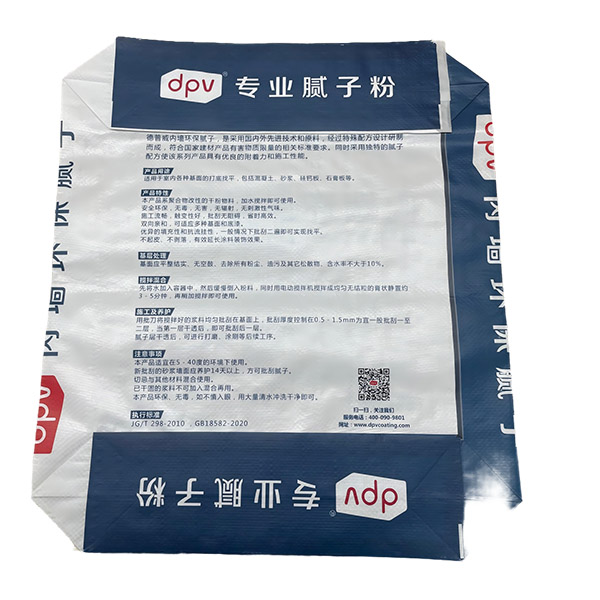 dpv® 专业腻子粉
德普威内墙环保腻子，是采用国内外先进技术和原料，经过特殊配方设计研制
而成，符合国家建材产品有害物质限量的相关标准要求。同时采用独特的腻子
配方使该系列产品具有优良的附着力和施工性能。
产品用途
适用于室内各种基面的打底找平，包括混凝土、砂浆、硅钙板、石膏板等。
产品特性
本产品系聚合物改性的干粉物料，加水搅拌即可使用。
安全环保，无毒，无害，无辐射，无刺激性气味。
施工流畅，触变性好，批刮无阻碍，省时高效。
双向亲和，可适应多种基面和底漆。
优异的填充性和抗流挂性，一般情况下批刮二遍即可实现找平。
不起皮、不剥落，有效延长涂料装饰效果。
基层处理
基面应平整结实、无空鼓、去除所有粉尘，油污及其它松散物、含水率不大于10%。
搅拌混合
先将水加入容器中，然后缓慢倒入粉料，同时用电动搅拌机搅拌成均匀无结粒的膏状静置约
3-5分钟，再稍加搅拌即可使用。
施工及养护
用批刀将搅拌好的浆料均匀批刮在基面上，批刮厚度控制在0.5-1.5mm为宜一般批刮一至
二层，当第一层干透后，即可批刮后一层。
腻子层干透后，可进行打磨、涂刷等后续工序。
注意事项
本产品适宜在5-40度的环境下使用。
新批刮的砂浆墙面应养护14天以上，方可批刮腻子。
切忌与其他材料混合使用。
已干固的浆料不可加入混合再用。
本产品环保、无毒，如不慎入眼，用大量清水冲洗干净即可。
执行标准
JG/T 298-2010，GB18582-2020
扫一扫，关注我们
服务电话：400-090-9801
网址：www.dpvcoating.com
dpv® 专业腻子粉
dpv 内墙环保腻子
dpv 内墙环保腻子